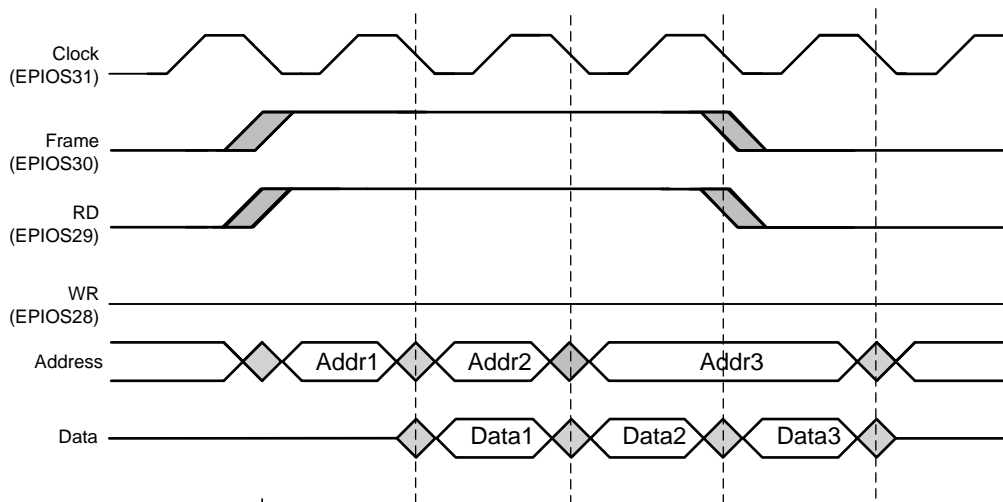 Clock
(EPIOS31)
Frame
(EPIOS30)
RD
(EPIOS29)
WR
(EPIOS28)
Address
Addr1
Addr2
Addr3
Data
Data1
Data2
Data3